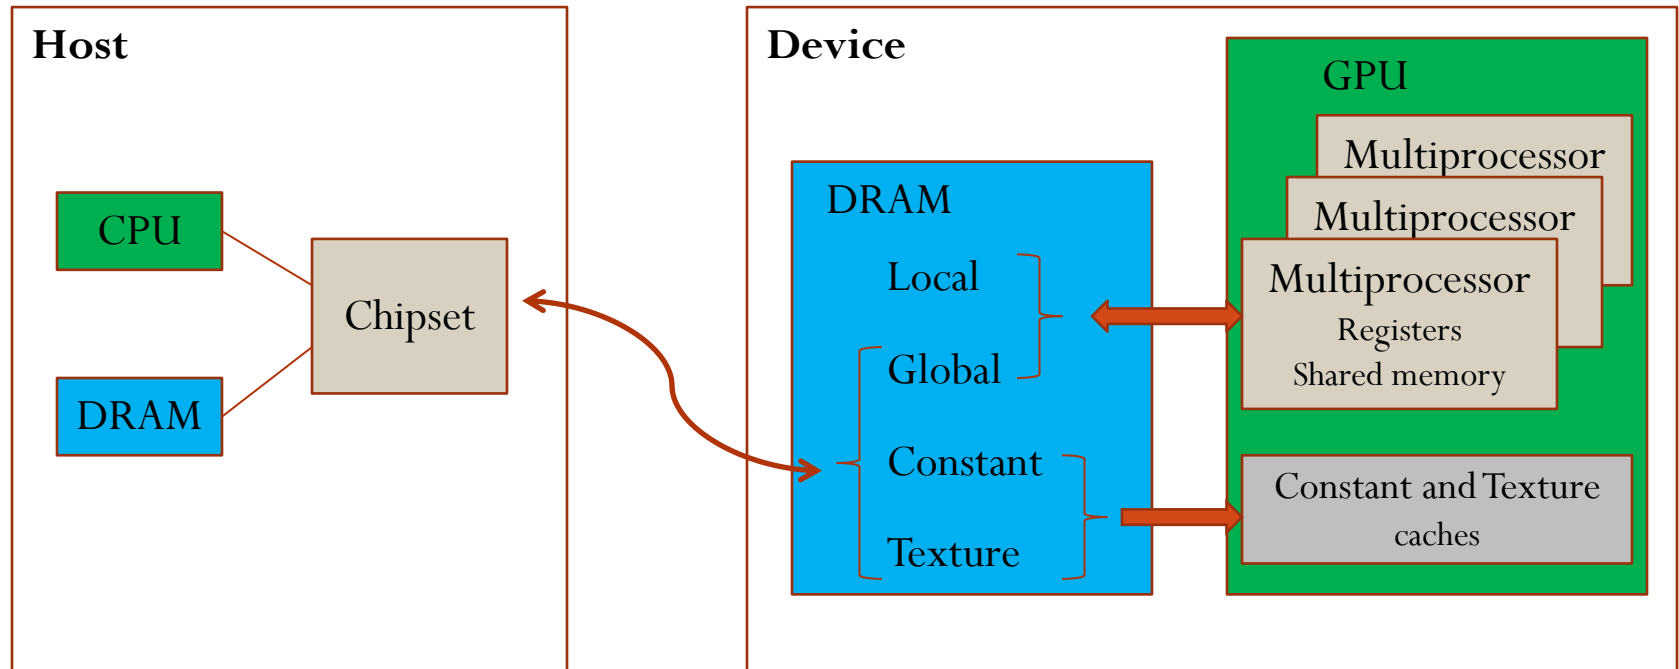 Host
CPU
DRAM
Chipset
Device
DRAM
Local
Global
Constant
Texture
GPU
Multiprocessor
Multiprocessor
Multiprocessor
Registers
Shared memory
Constant and Texture
caches